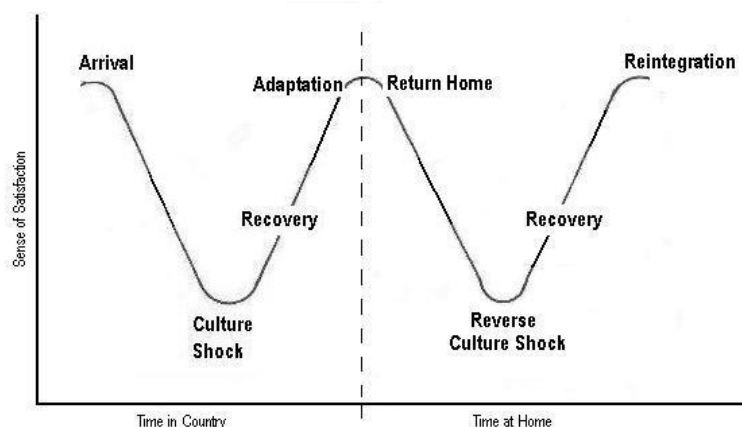 Arrival
Adaptation
Return Home
Reintegration
Sense of Satisfaction
Recovery
Recovery
Culture
Shock
Reverse
Culture Shock
Time in Country
Time at Home